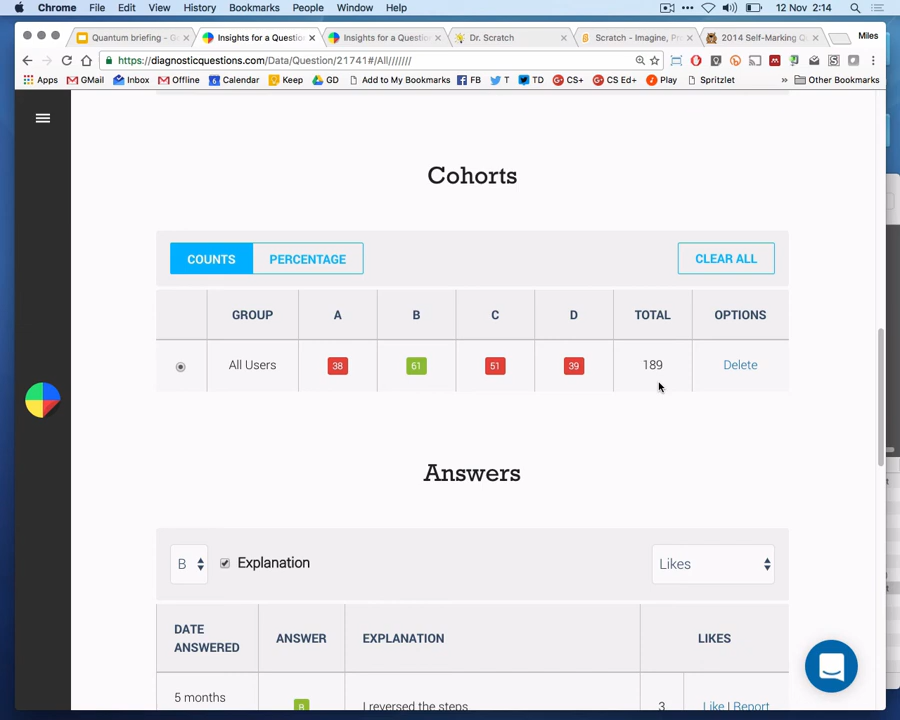 Chrome File Edit View History Bookmarks People Window Help 12 Nov 2:14
Quantum briefing - G Insights for a Question Insights for a Questio Dr. Scratch Scratch - Imagine, Pr 2014 Self-Marking Q Miles
https://diagnosticquestions.com/Data/Question/21741#/All///////
Apps GMail Inbox Offline Calendar Keep GD Add to My Bookmarks FB T TD CS+ CS Ed+ Play Spritzlet » Other Bookmarks
Cohorts
COUNTS PERCENTAGE CLEAR ALL
GROUP A B C D TOTAL OPTIONS
All Users 38 61 51 39 189 Delete
Answers
B Explanation Likes
DATE ANSWERED ANSWER EXPLANATION LIKES
5 months B I reversed the steps 3 Like | Report